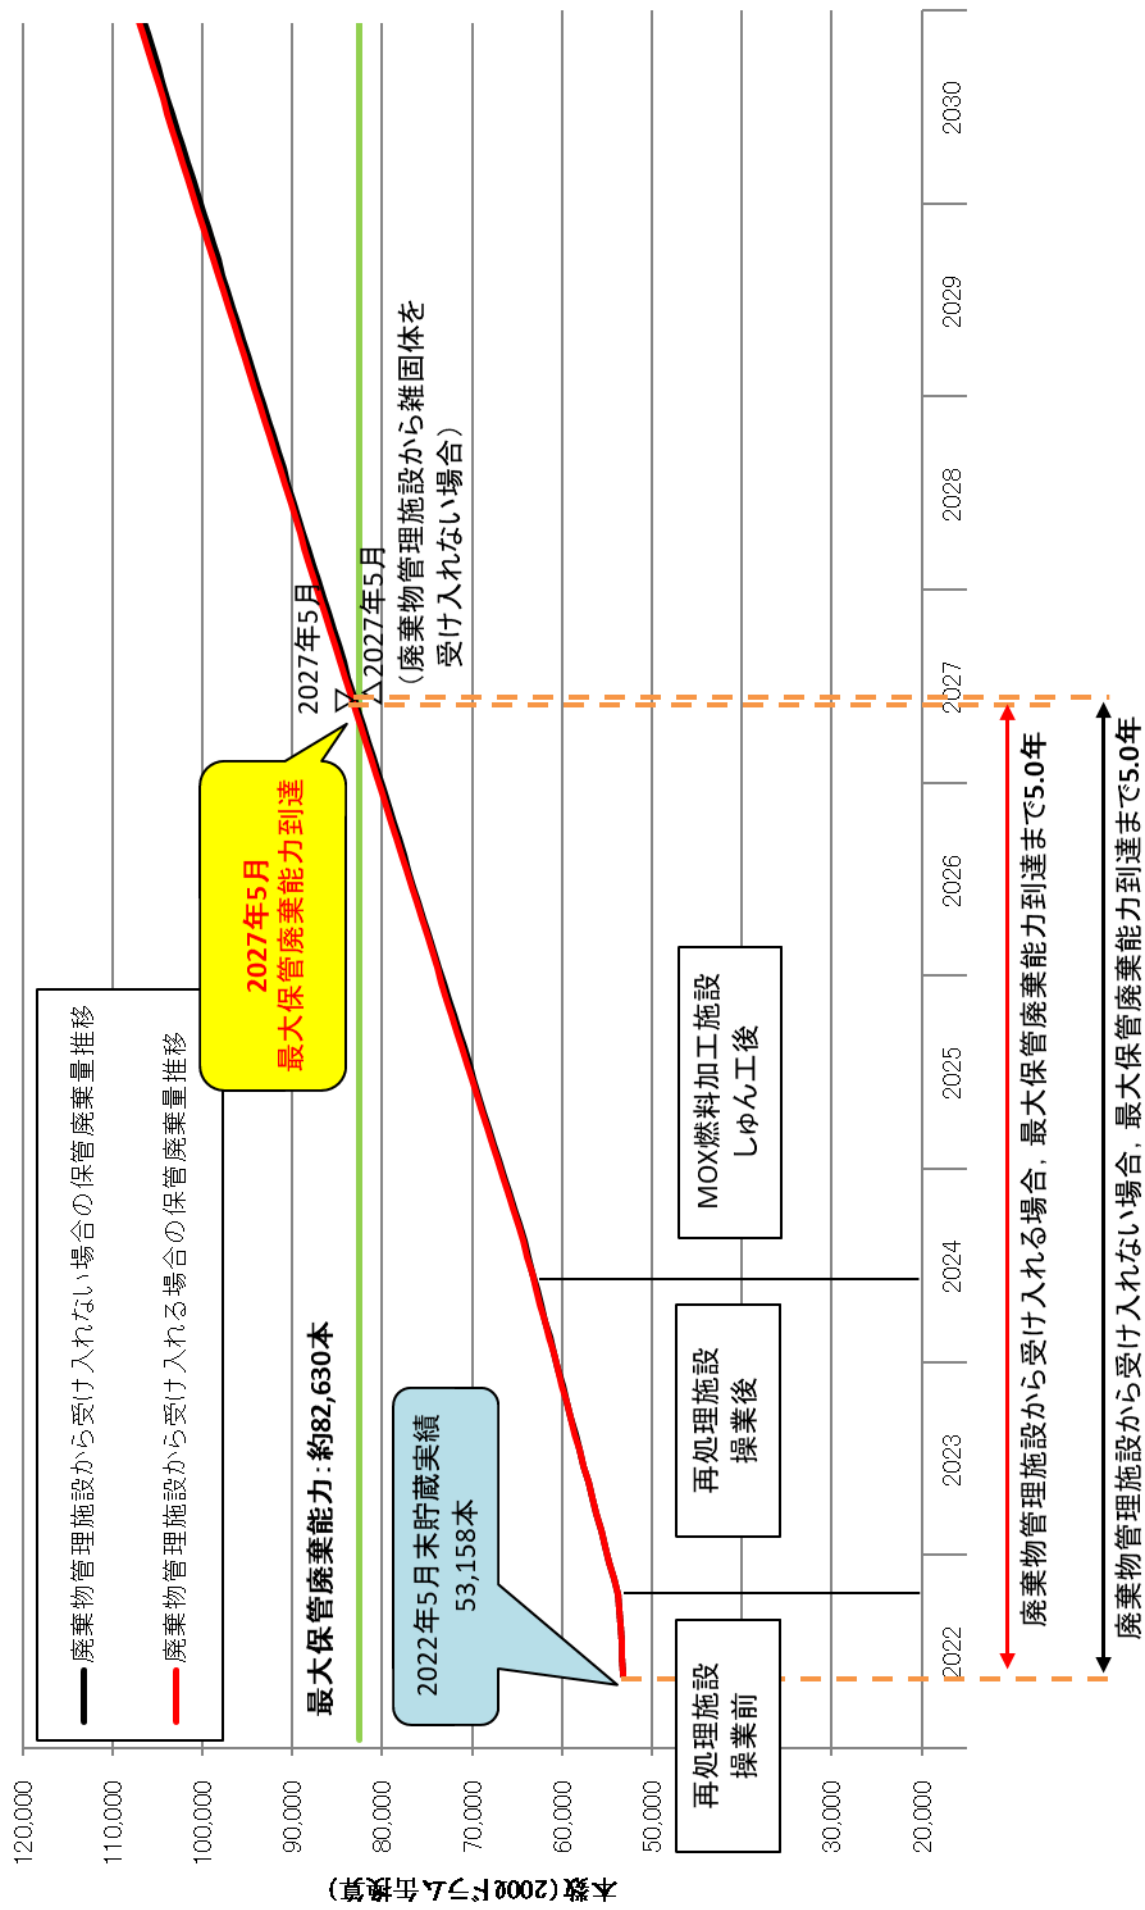 廃棄物管理施設から受け入れない場合の保管廃棄量推移
廃棄物管理施設から受け入れる場合の保管廃棄量推移
本数(200ℓドラム缶換算)
120,000
110,000
100,000
90,000
80,000
70,000
60,000
50,000
30,000
20,000
最大保管廃棄能力:約82,630本
2022年5月末貯蔵実績
53,158本
2027年5月
最大保管廃棄能力到達
2027年5月
2027年5月
(廃棄物管理施設から雑固体を
受け入れない場合)
再処理施設
操業前
再処理施設
操業後
MOX燃料加工施設
しゅん工後
2022
2023
2024
2025
2026
2027
2028
2029
2030
廃棄物管理施設から受け入れる場合,最大保管廃棄能力到達まで5.0年
廃棄物管理施設から受け入れない場合,最大保管廃棄能力到達まで5.0年